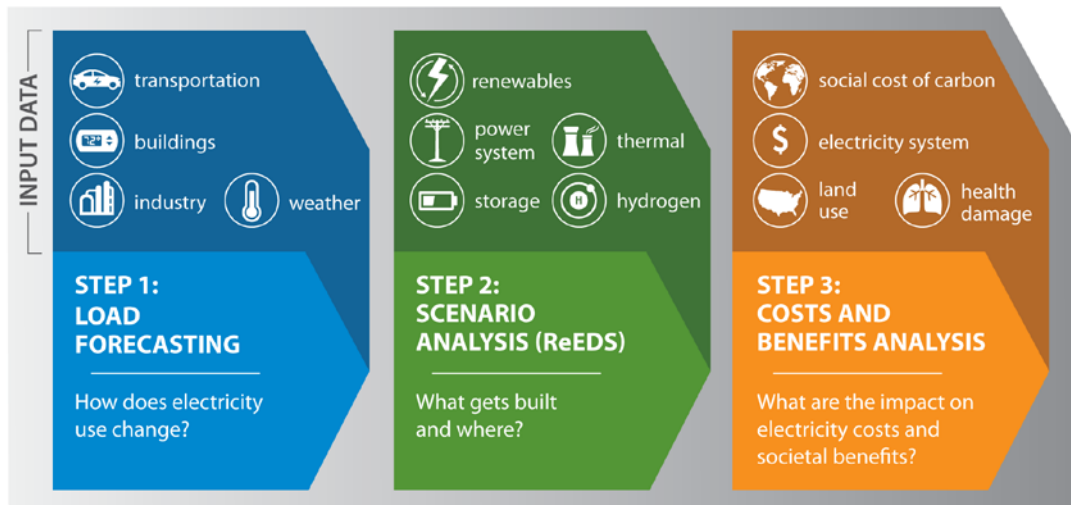 INPUT DATA
transportation
buildings
industry
weather
STEP 1:
LOAD
FORECASTING
How does electricity
use change?
renewables
power
system
thermal
storage
H
hydrogen
STEP 2:
SCENARIO
ANALYSIS (ReEDS)
What gets built
and where?
social cost of carbon
$
electricity system
land
use
health
damage
STEP 3:
COSTS AND
BENEFITS ANALYSIS
What are the impact on
electricity costs and
societal benefits?